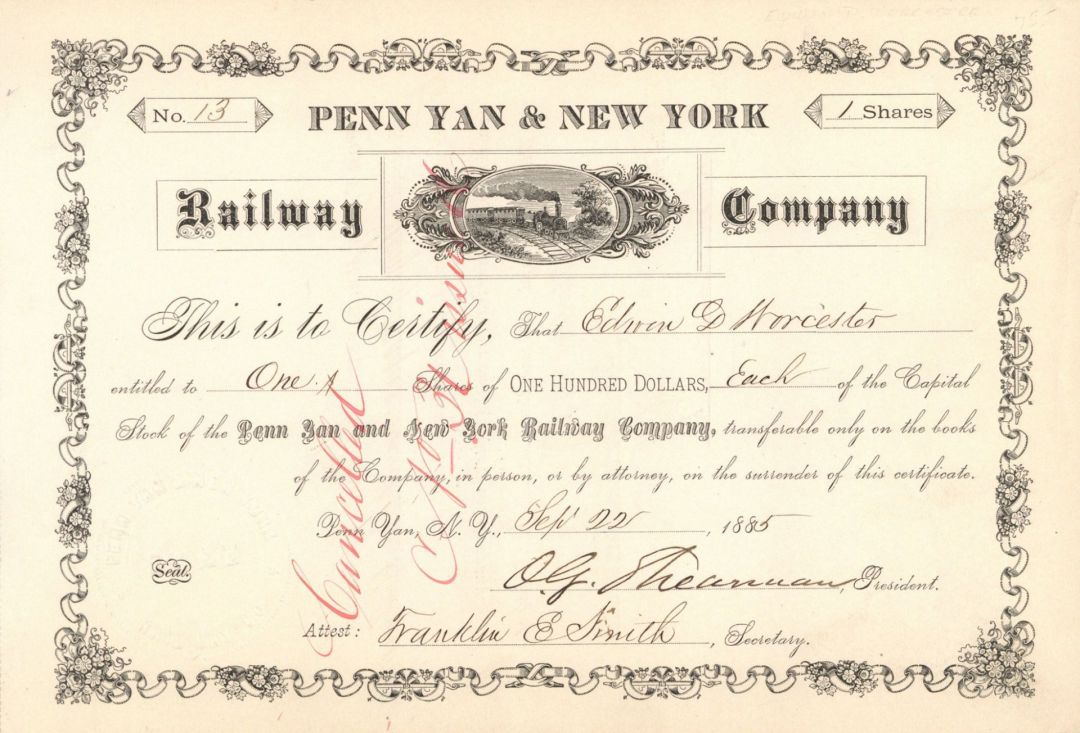 No. 13
PENN YAN & NEW YORK
1 Shares
Railway Company
This is to Certify, That Edwin D Worcester
entitled to One Shares of ONE HUNDRED DOLLARS, Each of the Capital
Stock of the Penn Yan and New York Railway Company, transferable only on the books
of the Company, in person, or by attorney, on the surrender of this certificate.
Penn Yan, N. Y., Sep 22, 1885
O.G. Shearman, President.
Seal.
Attest: Franklin E Smith, Secretary.
Cancelled